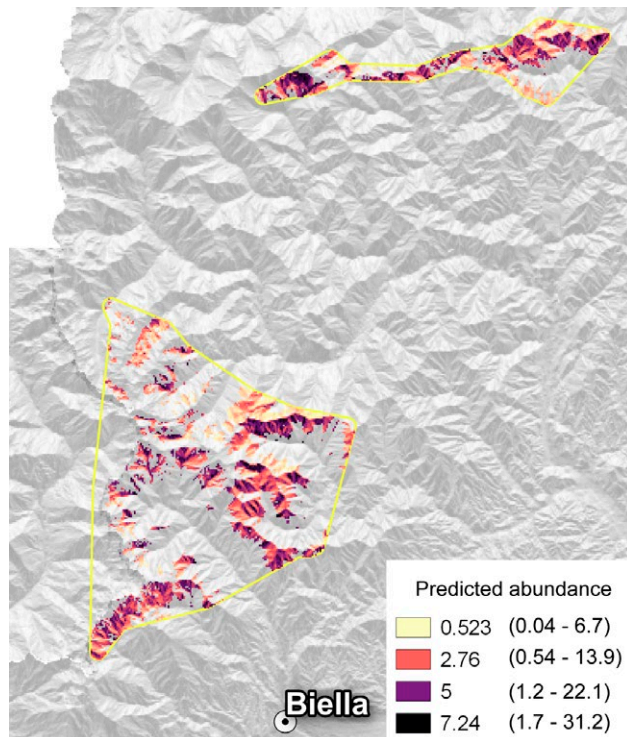 Biella
Predicted abundance
0.523 (0.04 - 6.7)
2.76 (0.54 - 13.9)
5 (1.2 - 22.1)
7.24 (1.7 - 31.2)